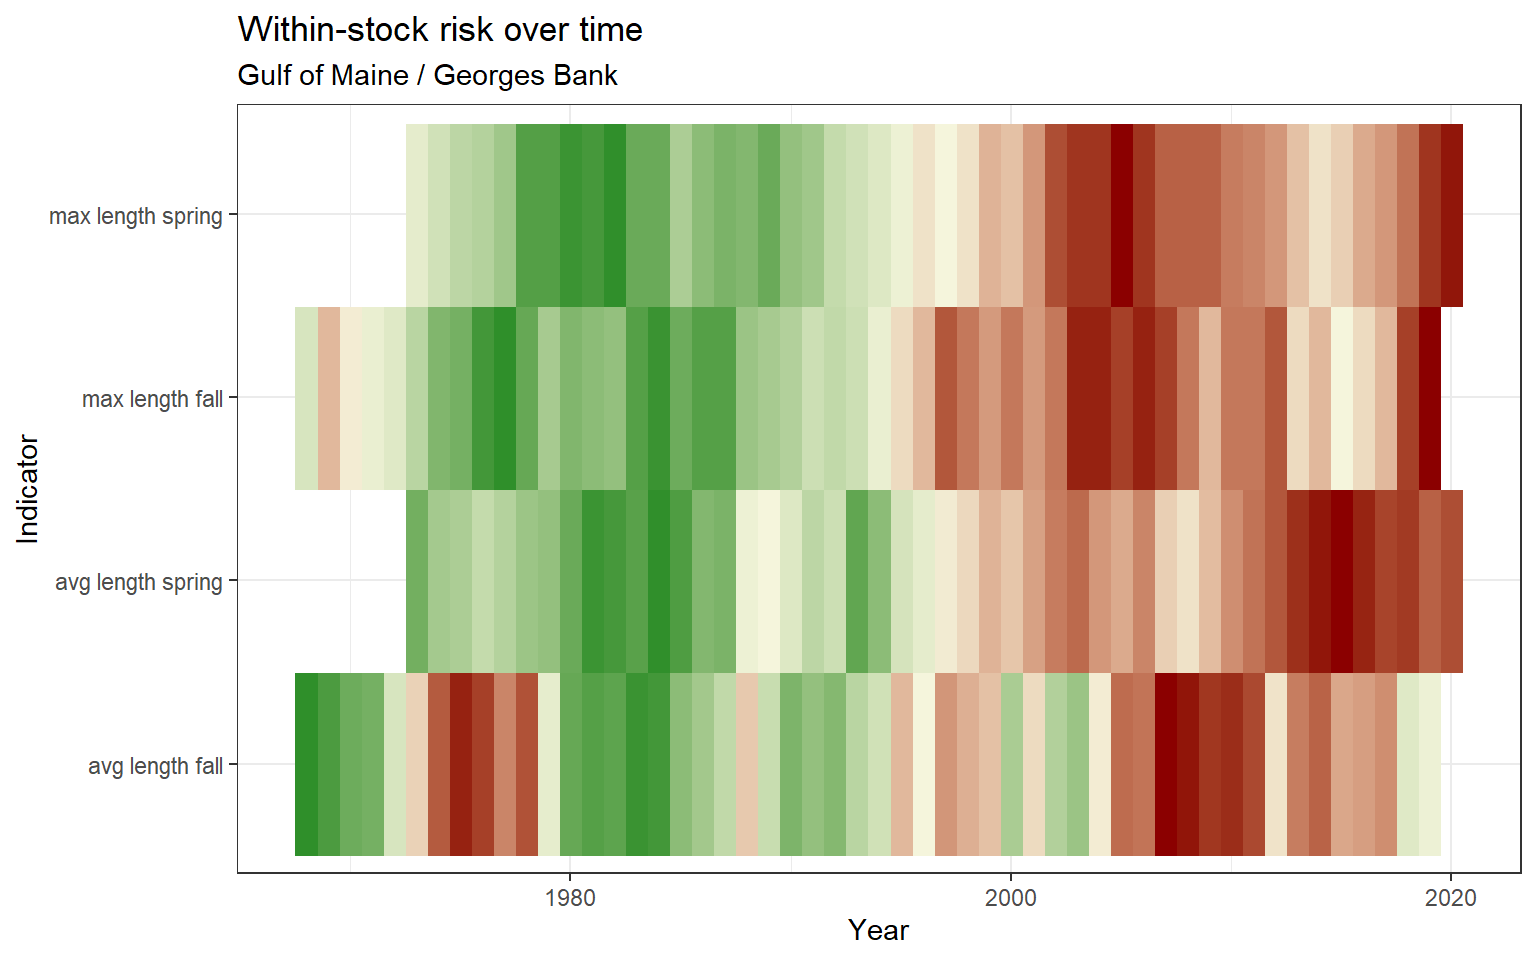 Within-stock risk over time
Gulf of Maine / Georges Bank
max length spring
max length fall
avg length spring
avg length fall
Indicator
1980
2000
2020
Year